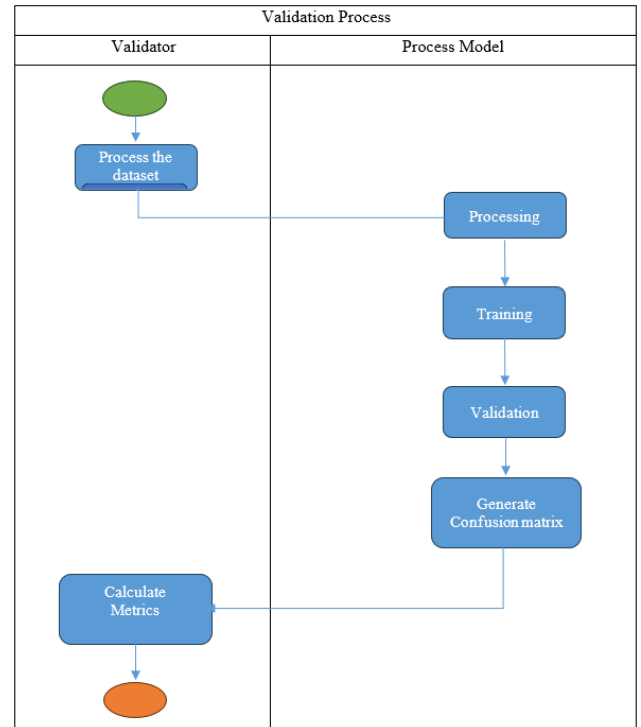 Validation Process
Validator
Process Model
Process the
dataset
Processing
Training
Validation
Generate
Confusion matrix
Calculate
Metrics